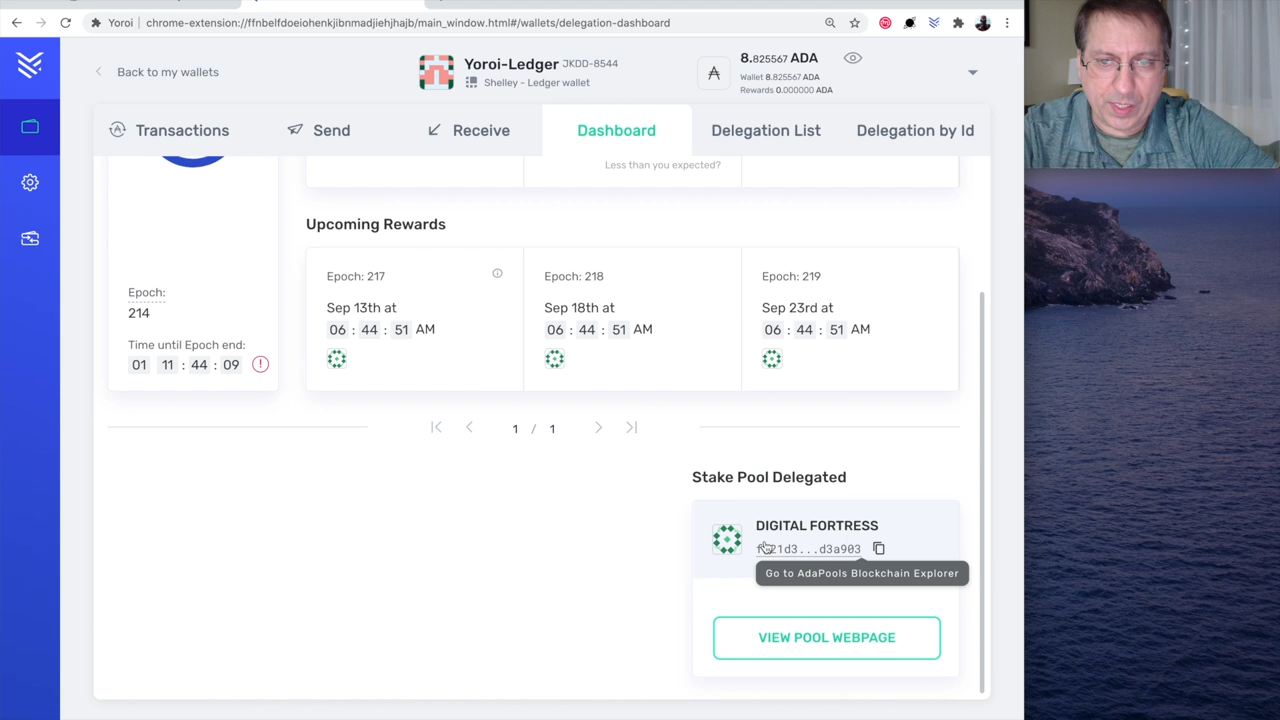 Yoroi | chrome-extension://ffnbelfdoeiohenkjibnmadjiehjhajb/main_window.html#/wallets/delegation-dashboard
Back to my wallets
Yoroi-Ledger JKDD-8544
Shelley - Ledger wallet
8.825567 ADA
Wallet 8.825567 ADA
Rewards 0.000000 ADA
Transactions
Send
Receive
Dashboard
Delegation List
Delegation by Id
Less than you expected?
Upcoming Rewards
Epoch: 217
Sep 13th at
06 : 44 : 51 AM
Epoch: 218
Sep 18th at
06 : 44 : 51 AM
Epoch: 219
Sep 23rd at
06 : 44 : 51 AM
Epoch:
214
Time until Epoch end:
01 11 : 44 : 09
1 / 1
Stake Pool Delegated
DIGITAL FORTRESS
21d3...d3a903
Go to AdaPools Blockchain Explorer
VIEW POOL WEBPAGE